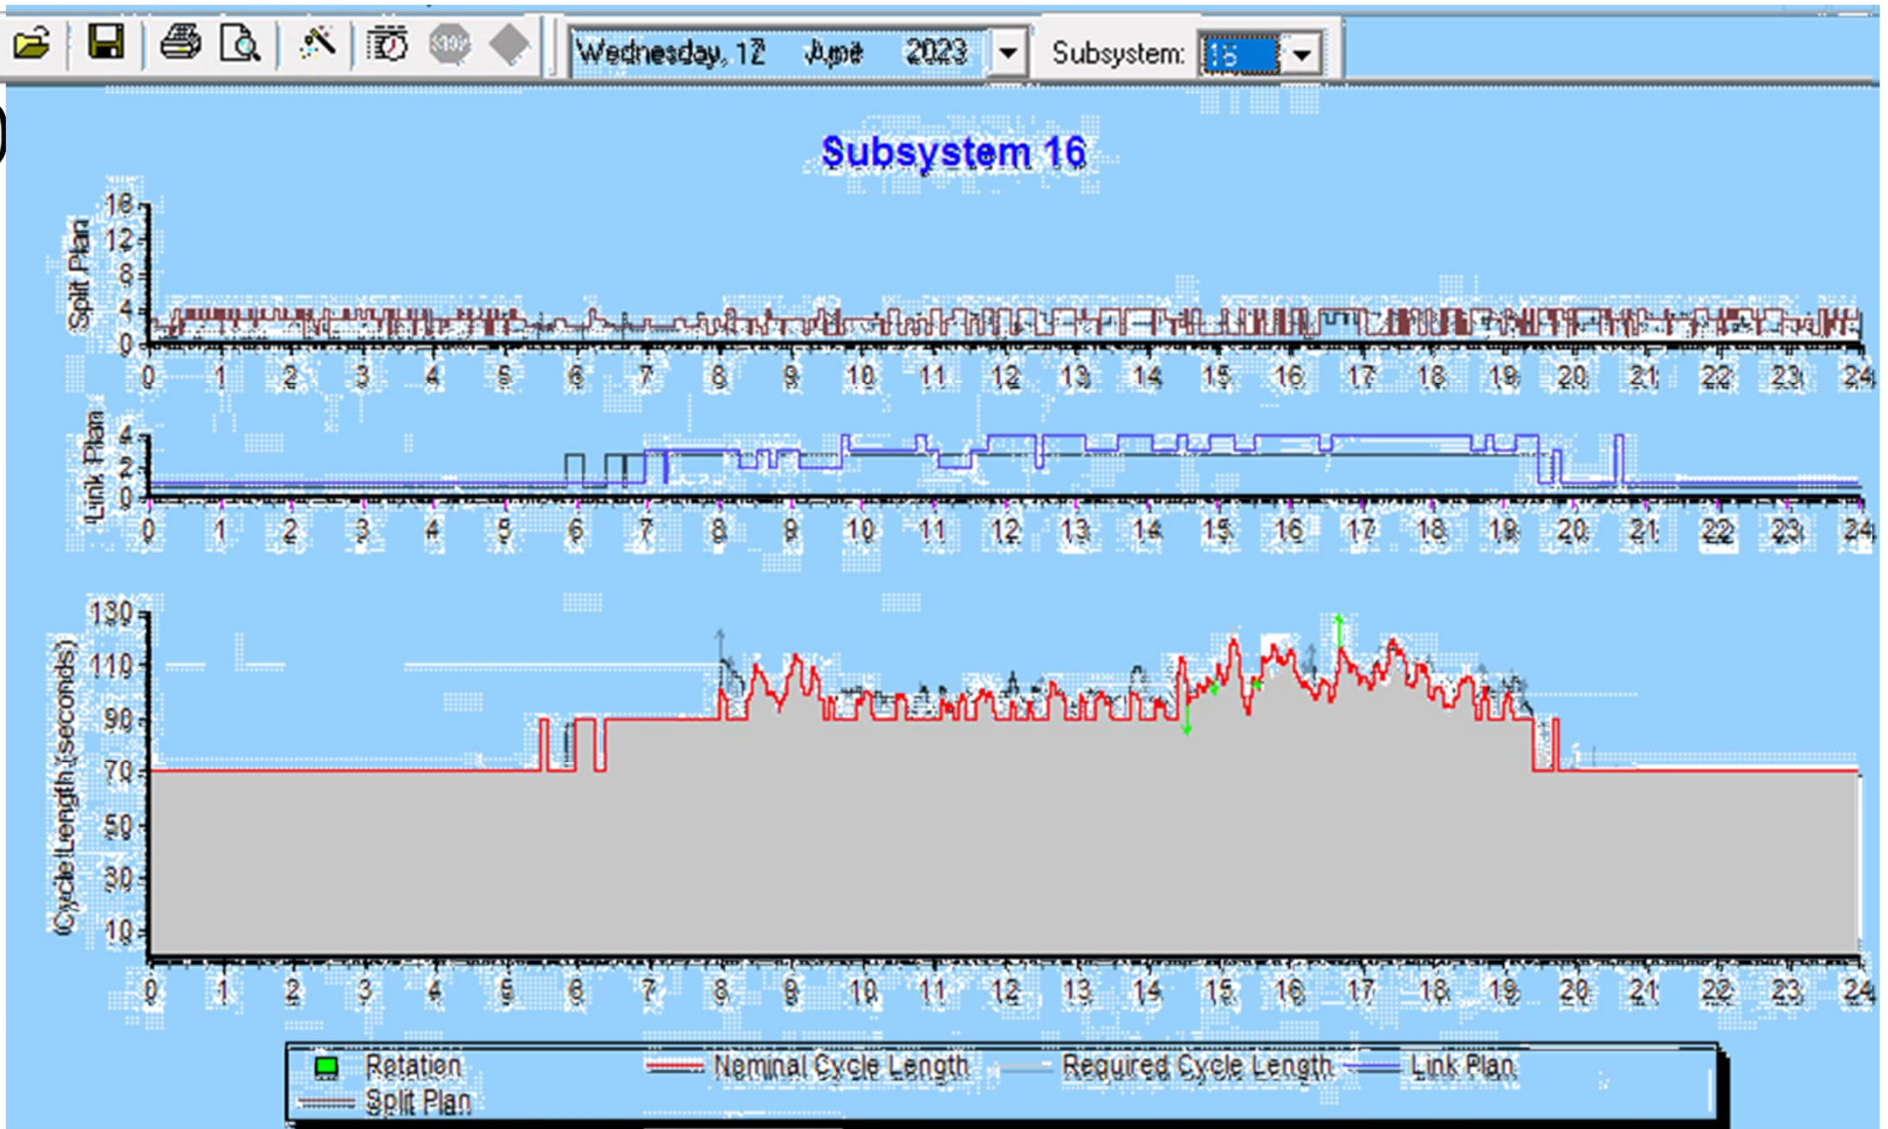 Wednesday, 12 2023 Subsystem: 16
Subsystem 16
Split Plan
16
12
8
4
0
0 1 2 3 4 5 6 7 8 9 10 11 12 13 14 15 16 17 18 19 20 21 22 23 24
Link Plan
4
2
0
0 1 2 3 4 5 6 7 8 9 10 11 12 13 14 15 16 17 18 19 20 21 22 23 24
(Cycle Length (seconds)
130
110
90
70
50
30
10
0 1 2 3 4 5 6 7 8 9 10 11 12 13 14 15 16 17 18 19 20 21 22 23 24
Rotation Nominal Cycle Length Required Cycle Length Link Plan
Split Plan